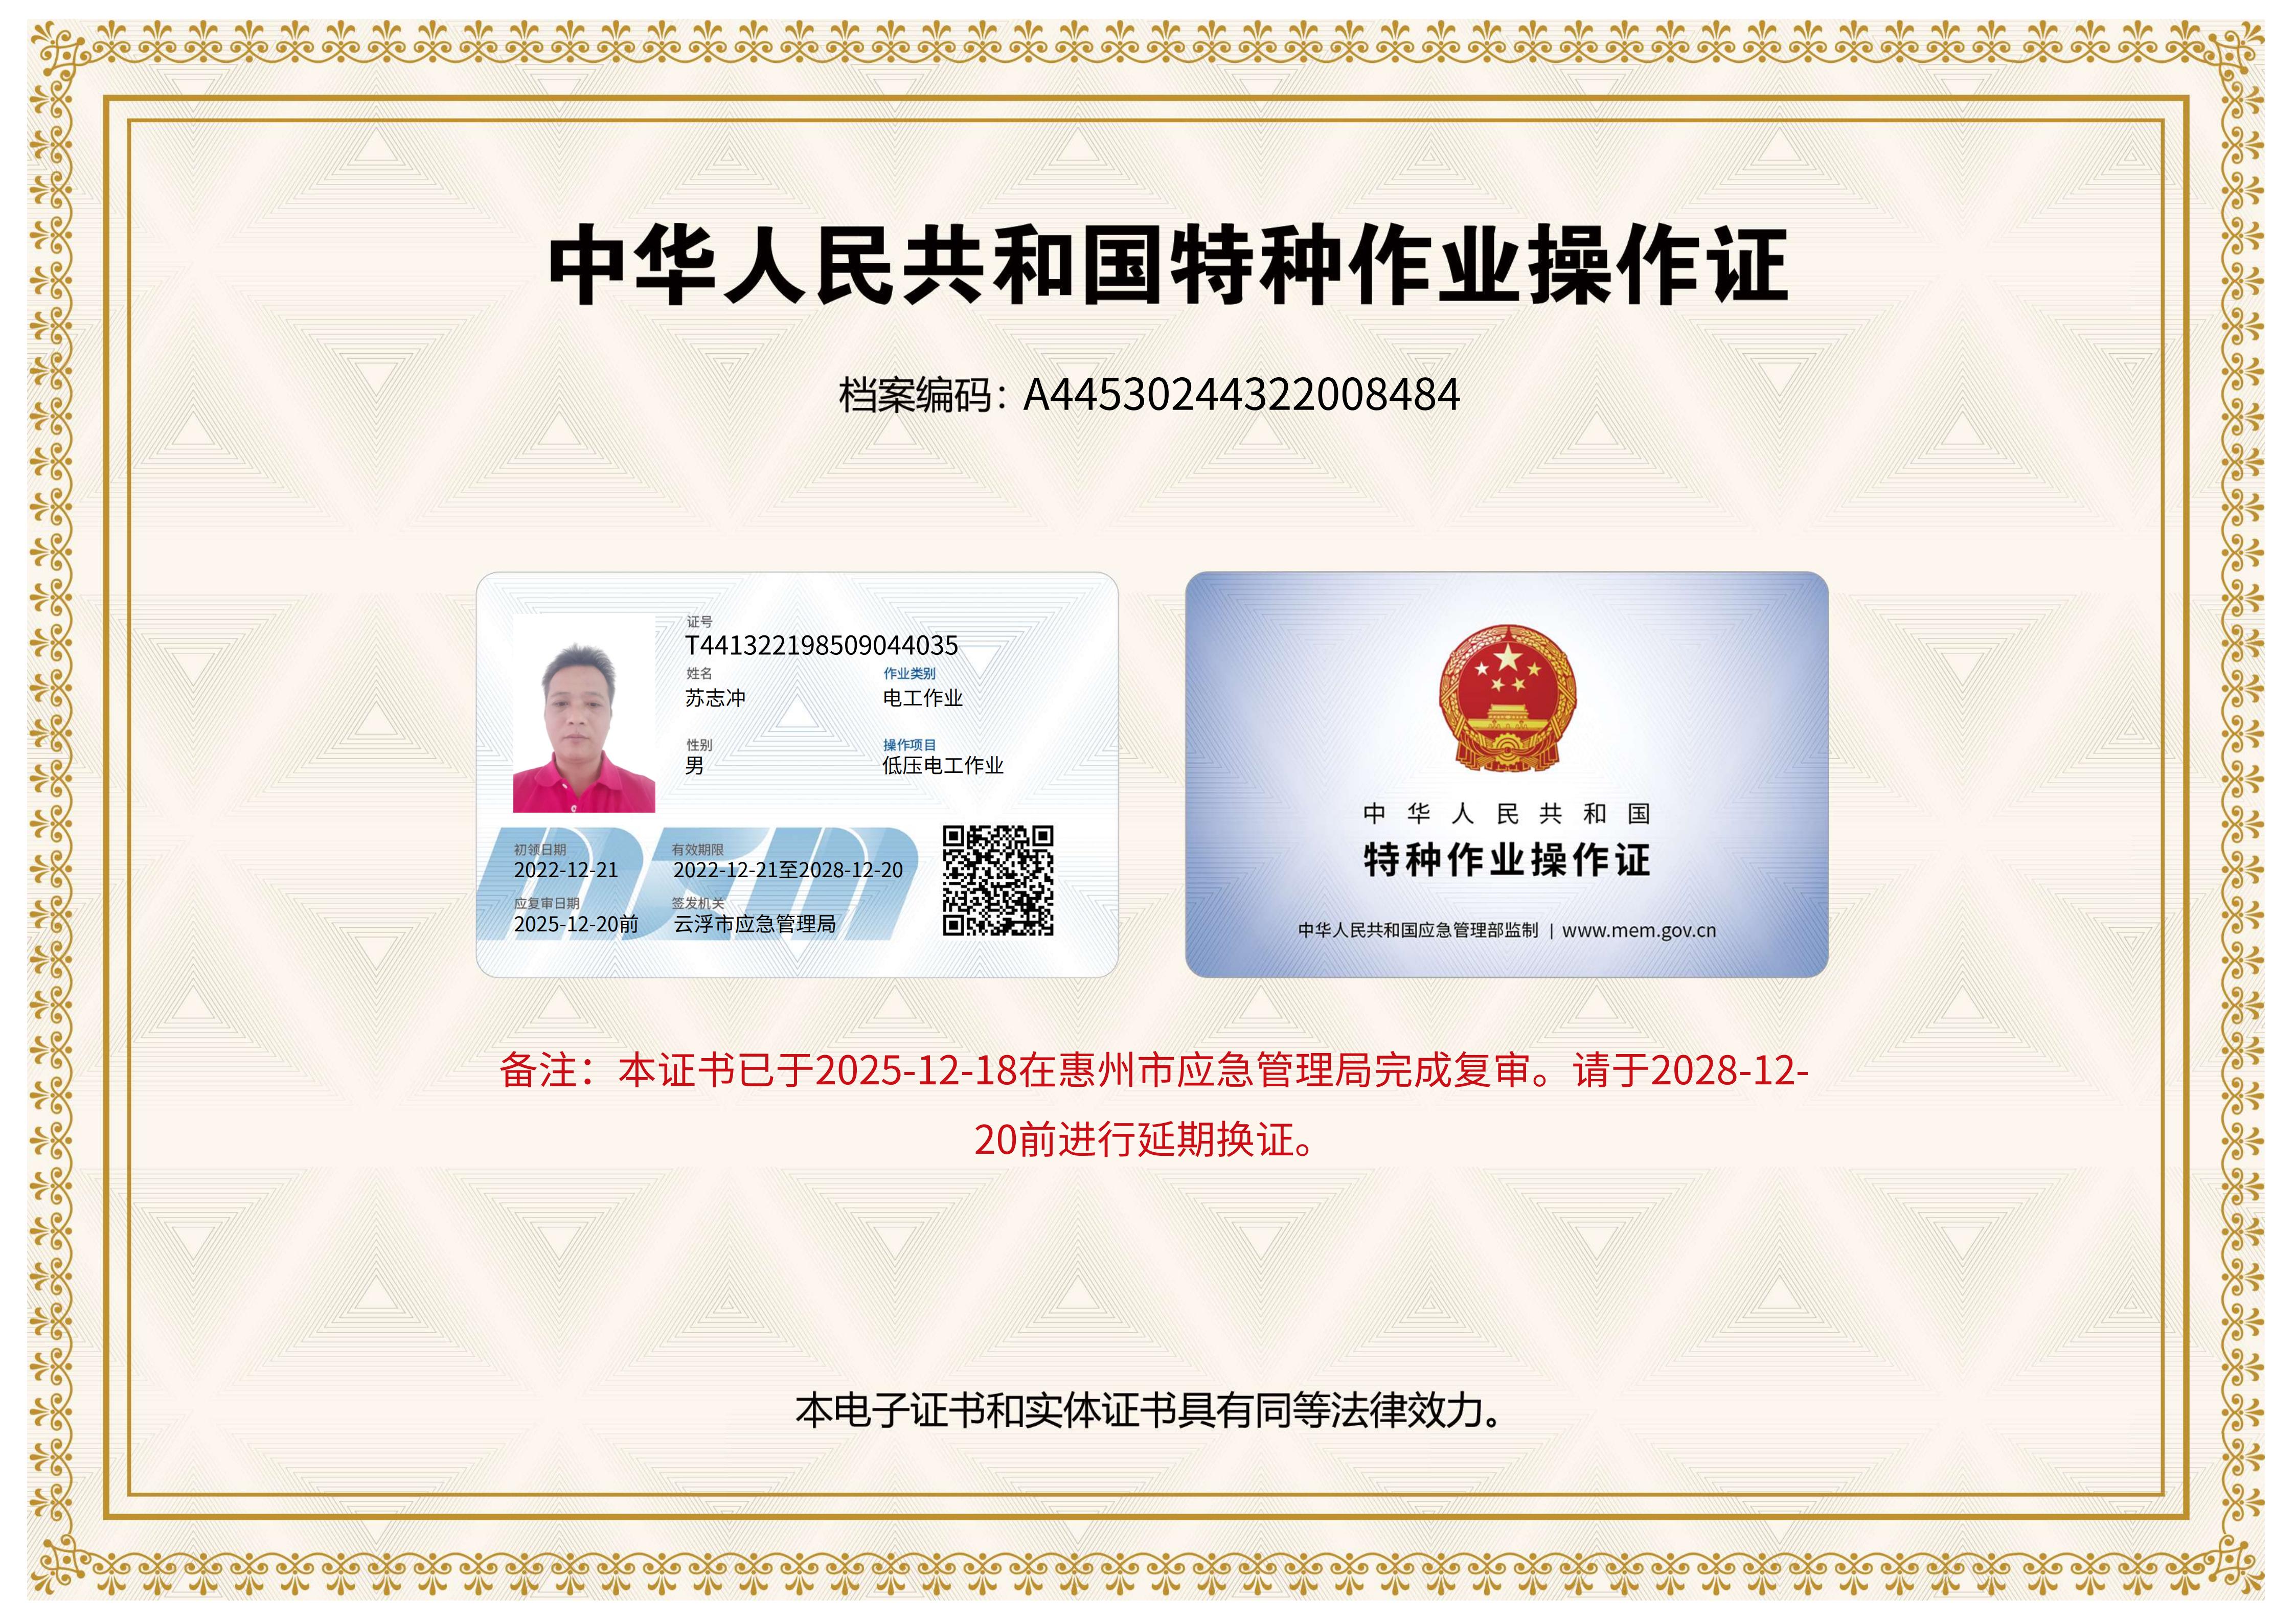 中华人民共和国特种作业操作证
档案编码：A44530244322008484
证号
T441322198509044035
姓名
苏志冲
作业类别
电工作业
性别
男
操作项目
低压电工作业
初领日期
2022-12-21
有效期限
2022-12-21至2028-12-20
应复审日期
2025-12-20前
签发机关
云浮市应急管理局
中华人民共和国
特种作业操作证
中华人民共和国应急管理部监制 | www.mem.gov.cn
备注：本证书已于2025-12-18在惠州市应急管理局完成复审。请于2028-12-
20前进行延期换证。
本电子证书和实体证书具有同等法律效力。